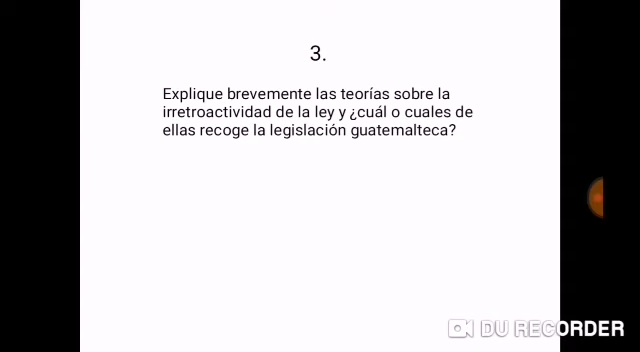 3.
Explique brevemente las teorías sobre la
irretroactividad de la ley y ¿cuál o cuales de
ellas recoge la legislación guatemalteca?
DU RECORDER